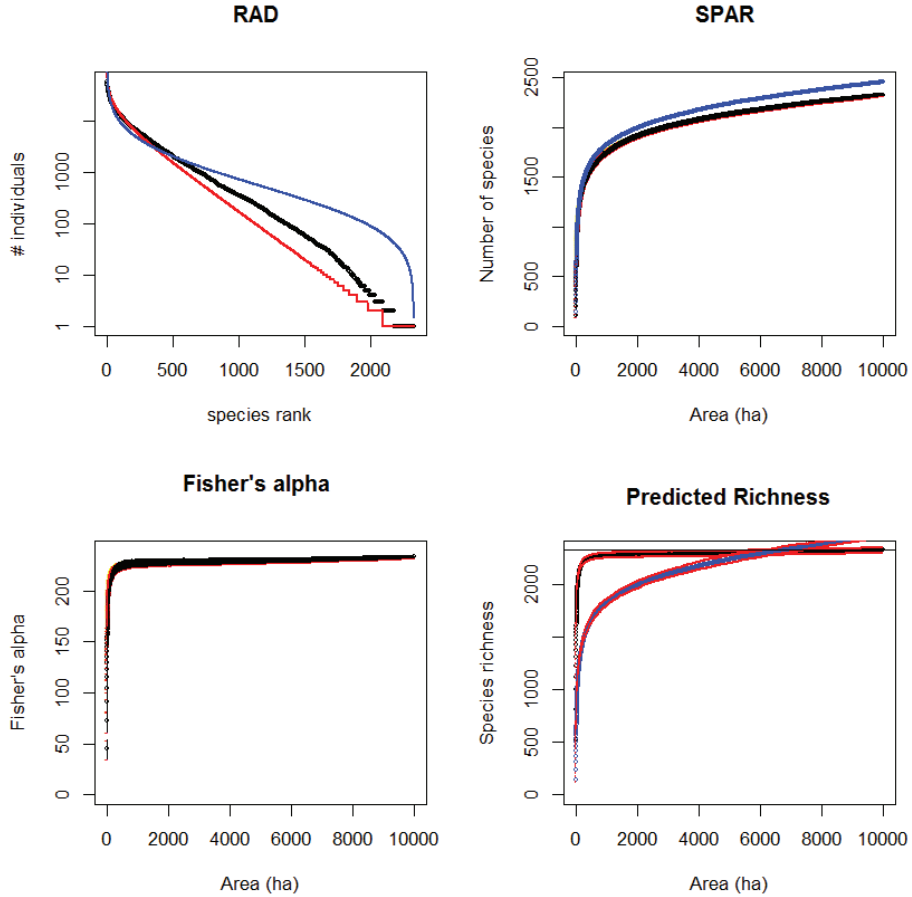 RAD
# individuals
1000
100
10
1
0 500 1000 1500 2000
species rank
SPAR
Number of species
2500
1500
500
0
0 2000 4000 6000 8000 10000
Area (ha)
Fisher's alpha
Fisher's alpha
200
150
100
50
0
0 2000 4000 6000 8000 10000
Area (ha)
Predicted Richness
Species richness
2000
1000
500
0
0 2000 4000 6000 8000 10000
Area (ha)